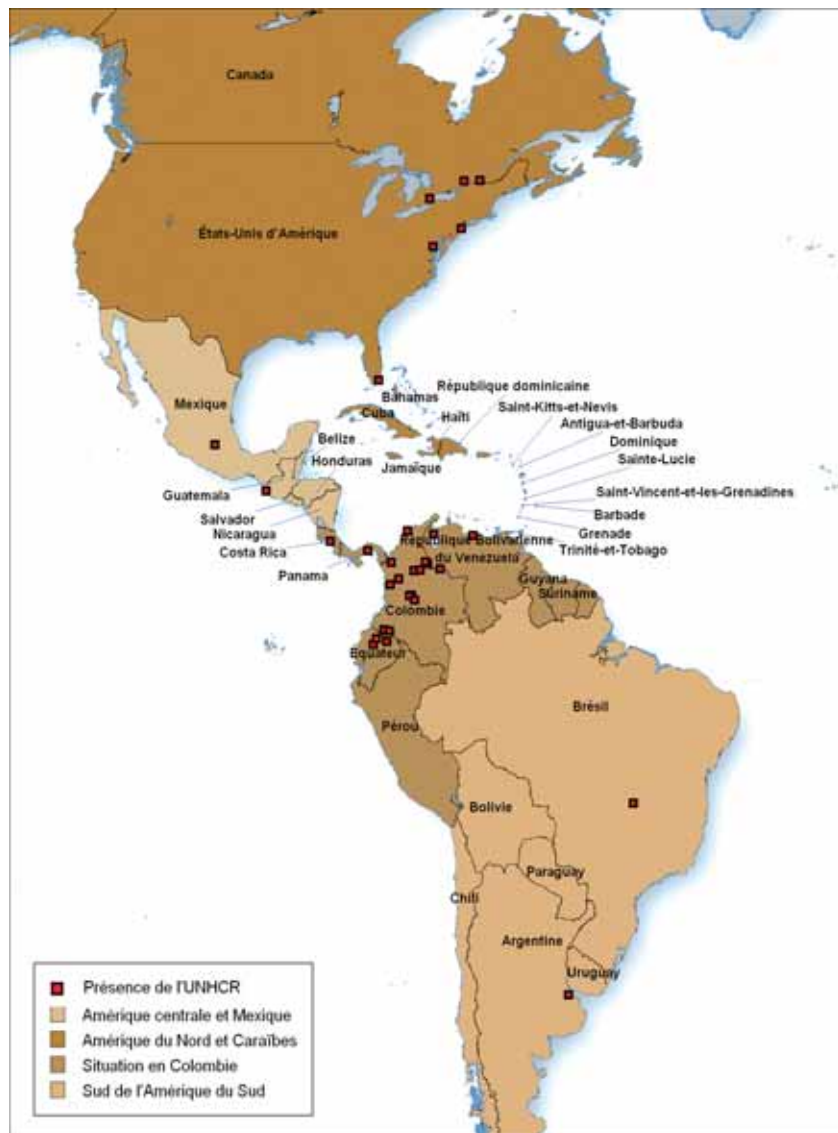 Canada
États-Unis d'Amérique
République dominicaine
Bahamas
Saint-Kitts-et-Nevis
Mexique
Cuba
Haïti
Antigua-et-Barbuda
Belize
Dominique
Honduras
Jamaïque
Sainte-Lucie
Guatemala
Saint-Vincent-et-les-Grenadines
Salvador
Barbade
Nicaragua
Grenade
Costa Rica
République Bolivarienne
du Venezuela
Trinité-et-Tobago
Panama
Guyana
Suriname
Colombie
Equateur
Brésil
Pérou
Bolivie
Paraguay
Chili
Argentine
Uruguay
Présence de l'UNHCR
Amérique centrale et Mexique
Amérique du Nord et Caraïbes
Situation en Colombie
Sud de l'Amérique du Sud